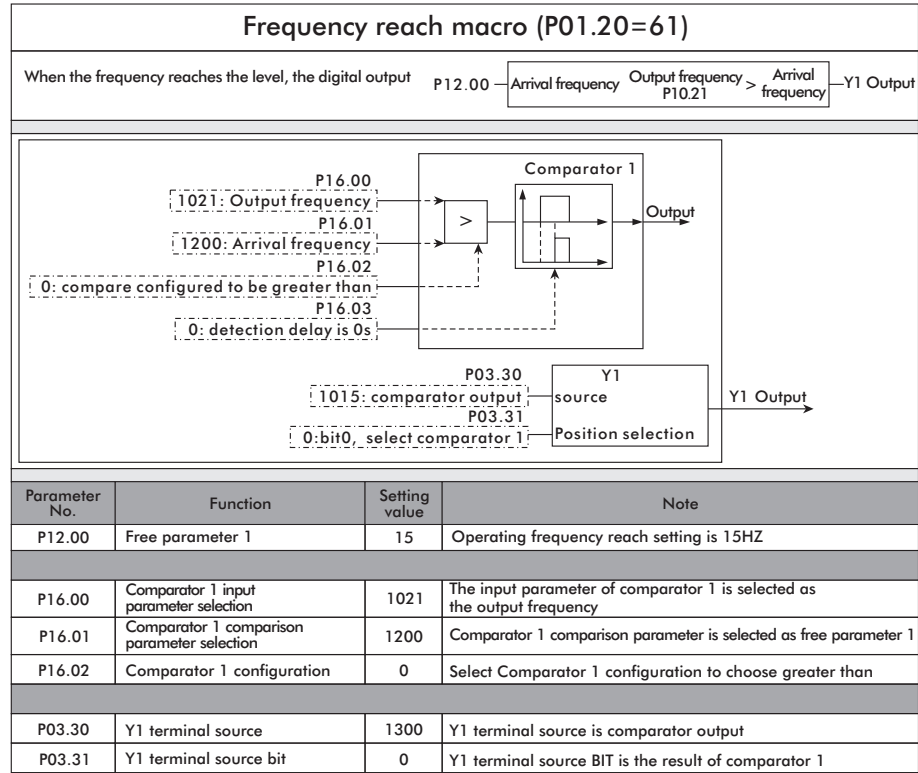 Frequency reach macro (P01.20=61)
When the frequency reaches the level, the digital output
P12.00
Arrival frequency
Output frequency
P10.21
>
Arrival
frequency
Y1 Output
Comparator 1
P16.00
1021: Output frequency
P16.01
1200: Arrival frequency
P16.02
0: compare configured to be greater than
P16.03
0: detection delay is 0s
>
Output
P03.30
1015: comparator output
P03.31
0:bit0, select comparator 1
Y1
source
Position selection
Y1 Output
Parameter
No.
Function
Setting
value
Note
P12.00 Free parameter 1 15 Operating frequency reach setting is 15HZ
P16.00
Comparator 1 input
parameter selection
1021
The input parameter of comparator 1 is selected as
the output frequency
P16.01
Comparator 1 comparison
parameter selection
1200
Comparator 1 comparison parameter is selected as free parameter 1
P16.02 Comparator 1 configuration 0 Select Comparator 1 configuration to choose greater than
P03.30 Y1 terminal source 1300 Y1 terminal source is comparator output
P03.31 Y1 terminal source bit 0 Y1 terminal source BIT is the result of comparator 1